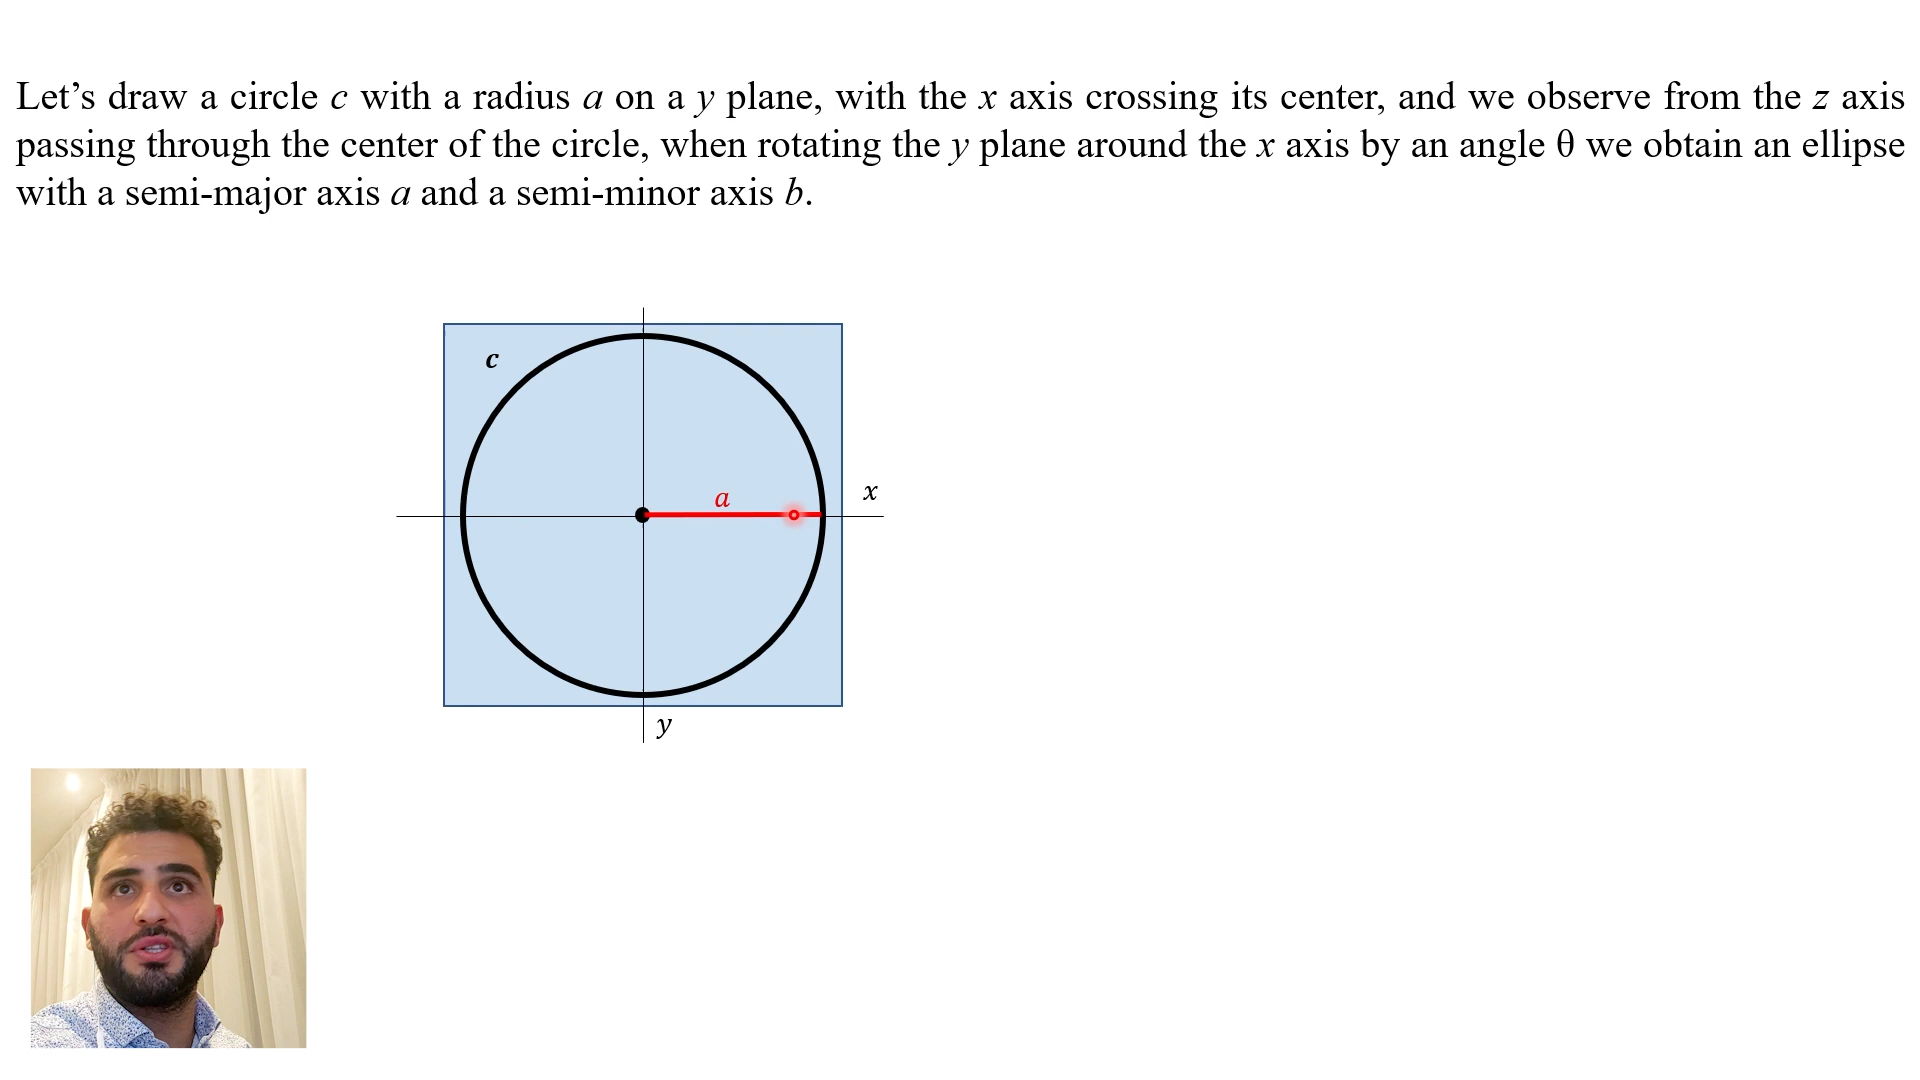 Let’s draw a circle c with a radius a on a y plane, with the x axis crossing its center, and we observe from the z axis
passing through the center of the circle, when rotating the y plane around the x axis by an angle θ we obtain an ellipse
with a semi-major axis a and a semi-minor axis b.
c
a
x
y